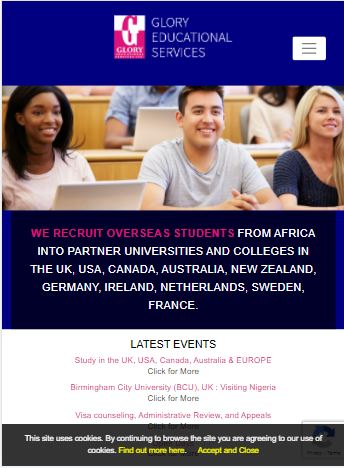 GLORY
EDUCATIONAL
SERVICES
GLORY
WE RECRUIT OVERSEAS STUDENTS FROM AFRICA
INTO PARTNER UNIVERSITIES AND COLLEGES IN
THE UK, USA, CANADA, AUSTRALIA, NEW ZEALAND,
GERMANY, IRELAND, NETHERLANDS, SWEDEN,
FRANCE.
LATEST EVENTS
Study in the UK, USA, Canada, Australia & EUROPE
Click for More
Birmingham City University (BCU), UK : Visiting Nigeria
Click for More
Visa counseling, Administrative Review, and Appeals
This site uses cookies. By continuing to browse the site you are agreeing to our use of
cookies. Find out more here. Accept and Close
Privacy - Terms